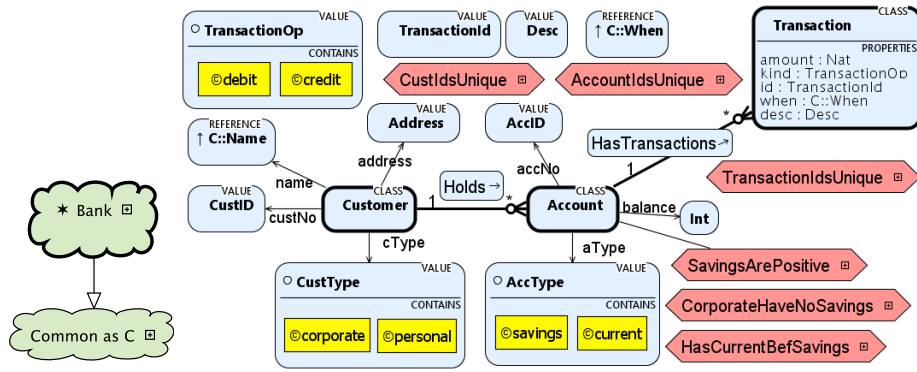 VALUE
TransactionOp
CONTAINS
©debit
©credit
VALUE
TransactionId
VALUE
Desc
REFERENCE
↑ C::When
CLASS
Transaction
PROPERTIES
amount : Nat
kind : TransactionOp
id : TransactionId
when : C::When
desc : Desc
CustIdsUnique
AccountIdsUnique
REFERENCE
↑ C::Name
VALUE
Address
VALUE
AccID
HasTransactions
*
1
address
accNo
name
TransactionIdsUnique
VALUE
CustID
custNo
CLASS
Customer
1
Holds →
*
CLASS
Account
balance
Int
Bank
cType
aType
VALUE
CustType
CONTAINS
©corporate
©personal
VALUE
AccType
CONTAINS
©savings
©current
SavingsArePositive
CorporateHaveNoSavings
HasCurrentBefSavings
Common as C